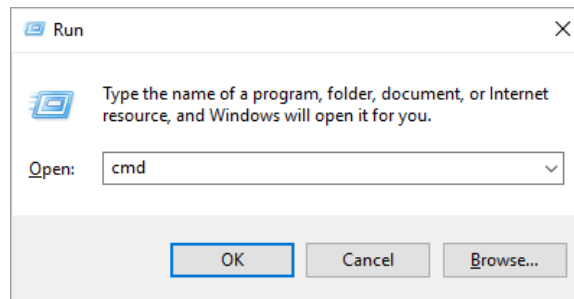 Run
Type the name of a program, folder, document, or Internet
resource, and Windows will open it for you.
Open: cmd
OK Cancel Browse...